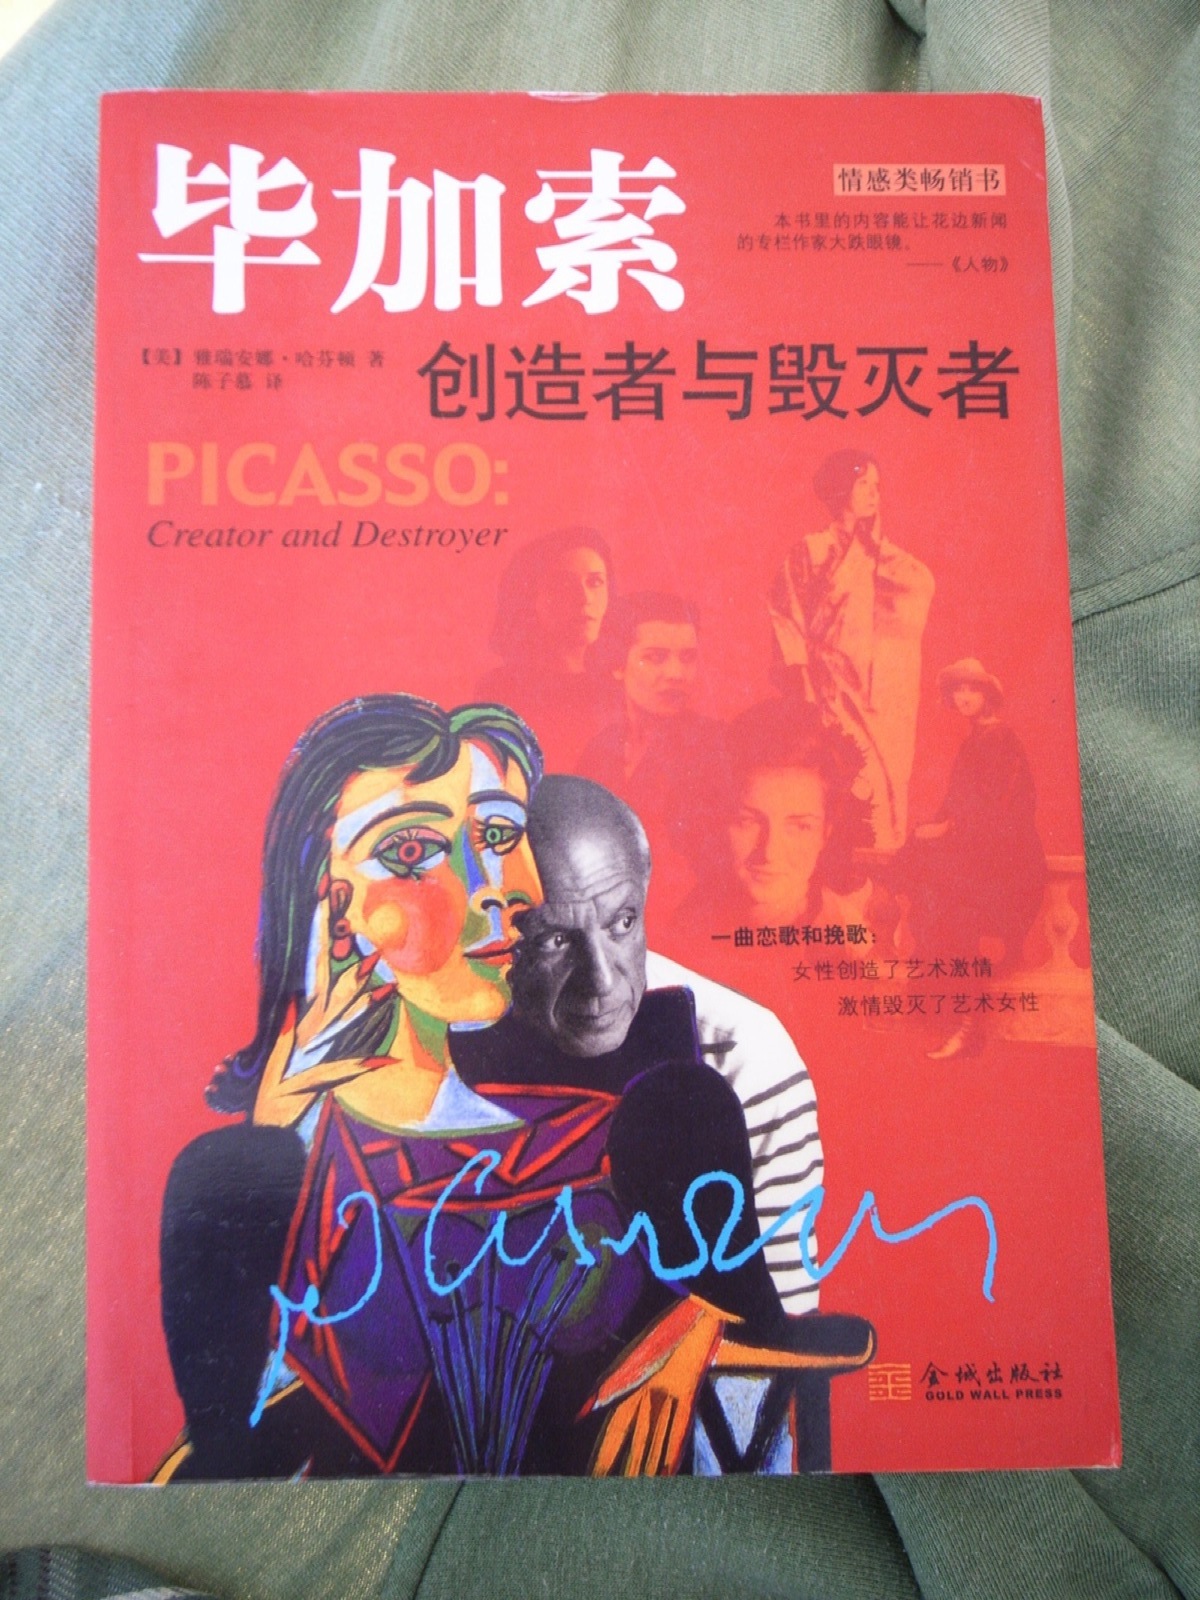 毕加索
情感类畅销书
本书里的内容能让花边新闻
的专栏作家大跌眼镜。
——《人物》
【美】雅瑞安娜·哈芬顿 著
陈子慕 译
创造者与毁灭者
PICASSO:
Creator and Destroyer
一曲恋歌和挽歌:
女性创造了艺术激情
激情毁灭了艺术女性
Picasso
金城出版社
GOLD WALL PRESS